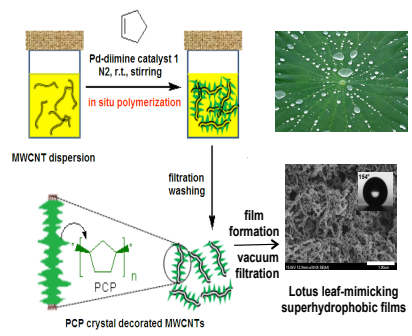 Pd-diimine catalyst 1
N2, r.t., stirring
in situ polymerization
MWCNT dispersion
filtration
washing
film
formation
vacuum
filtration
154°
* *
n
PCP
PCP crystal decorated MWCNTs
Lotus leaf-mimicking
superhydrophobic films